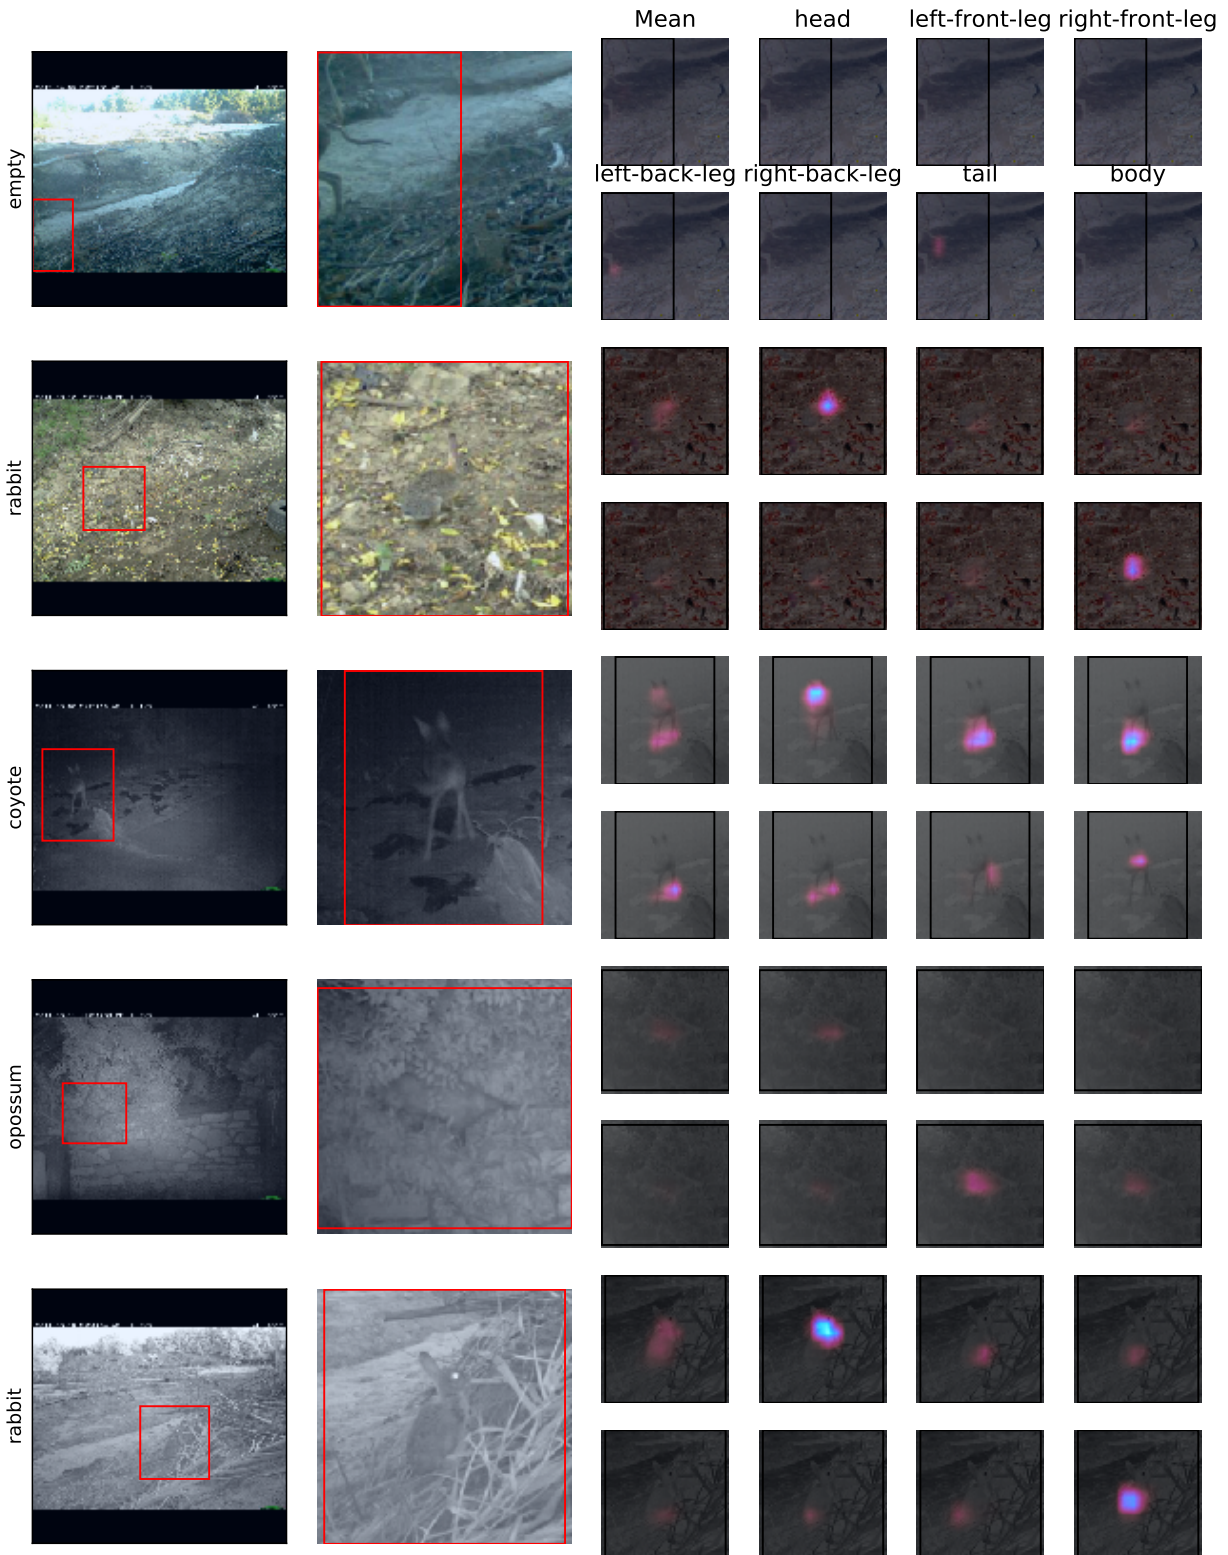 Mean head left-front-leg right-front-leg
empty
left-back-leg right-back-leg tail body
rabbit
coyote
opossum
rabbit